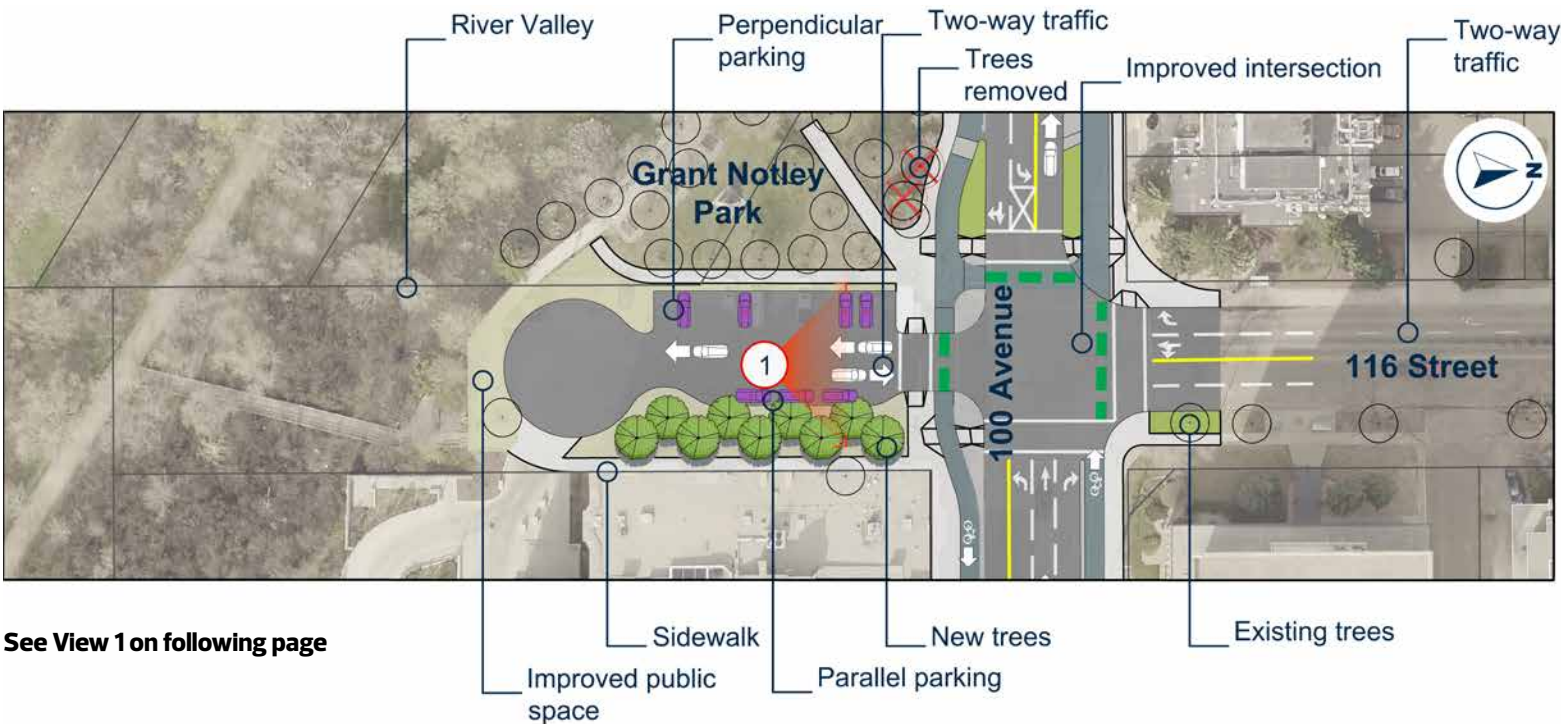 River Valley
Perpendicular
parking
Two-way traffic
Trees
removed
Improved intersection
Two-way
traffic
Grant Notley
Park
N
1
100 Avenue
116 Street
See View 1 on following page
Sidewalk
New trees
Existing trees
Improved public
space
Parallel parking